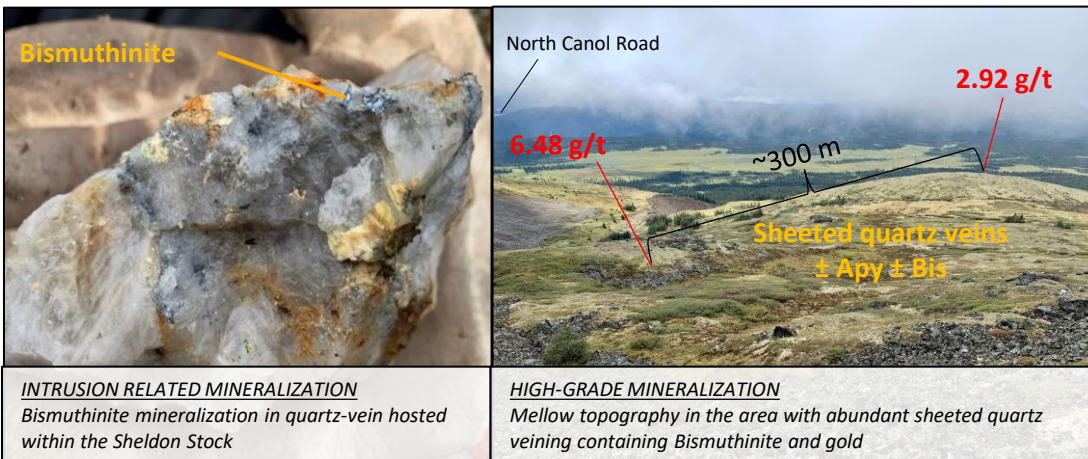 Bismuthinite
North Canol Road
2.92 g/t
6.48 g/t
~300 m
Sheeted quartz veins
± Apy ± Bis
INTRUSION RELATED MINERALIZATION
Bismuthinite mineralization in quartz-vein hosted
within the Sheldon Stock
HIGH-GRADE MINERALIZATION
Mellow topography in the area with abundant sheeted quartz
veining containing Bismuthinite and gold